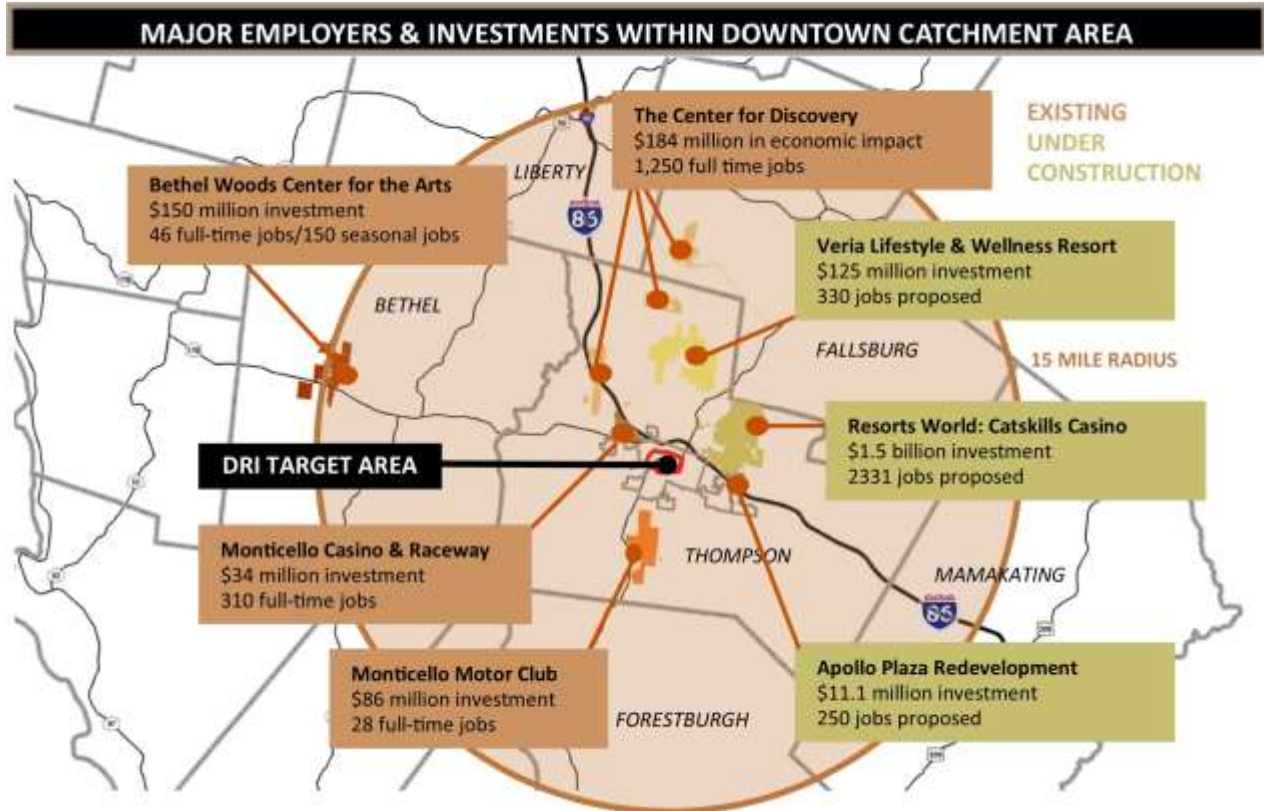 MAJOR EMPLOYERS & INVESTMENTS WITHIN DOWNTOWN CATCHMENT AREA
The Center for Discovery
$184 million in economic impact
1,250 full time jobs
EXISTING
UNDER
CONSTRUCTION
LIBERTY
Bethel Woods Center for the Arts
$150 million investment
46 full-time jobs/150 seasonal jobs
85
Veria Lifestyle & Wellness Resort
$125 million investment
330 jobs proposed
BETHEL
FALLSBURG
15 MILE RADIUS
Resorts World: Catskills Casino
$1.5 billion investment
2331 jobs proposed
DRI TARGET AREA
Monticello Casino & Raceway
$34 million investment
310 full-time jobs
THOMPSON
MAMAKATING
85
Monticello Motor Club
$86 million investment
28 full-time jobs
Apollo Plaza Redevelopment
$11.1 million investment
250 jobs proposed
FORESTBURGH